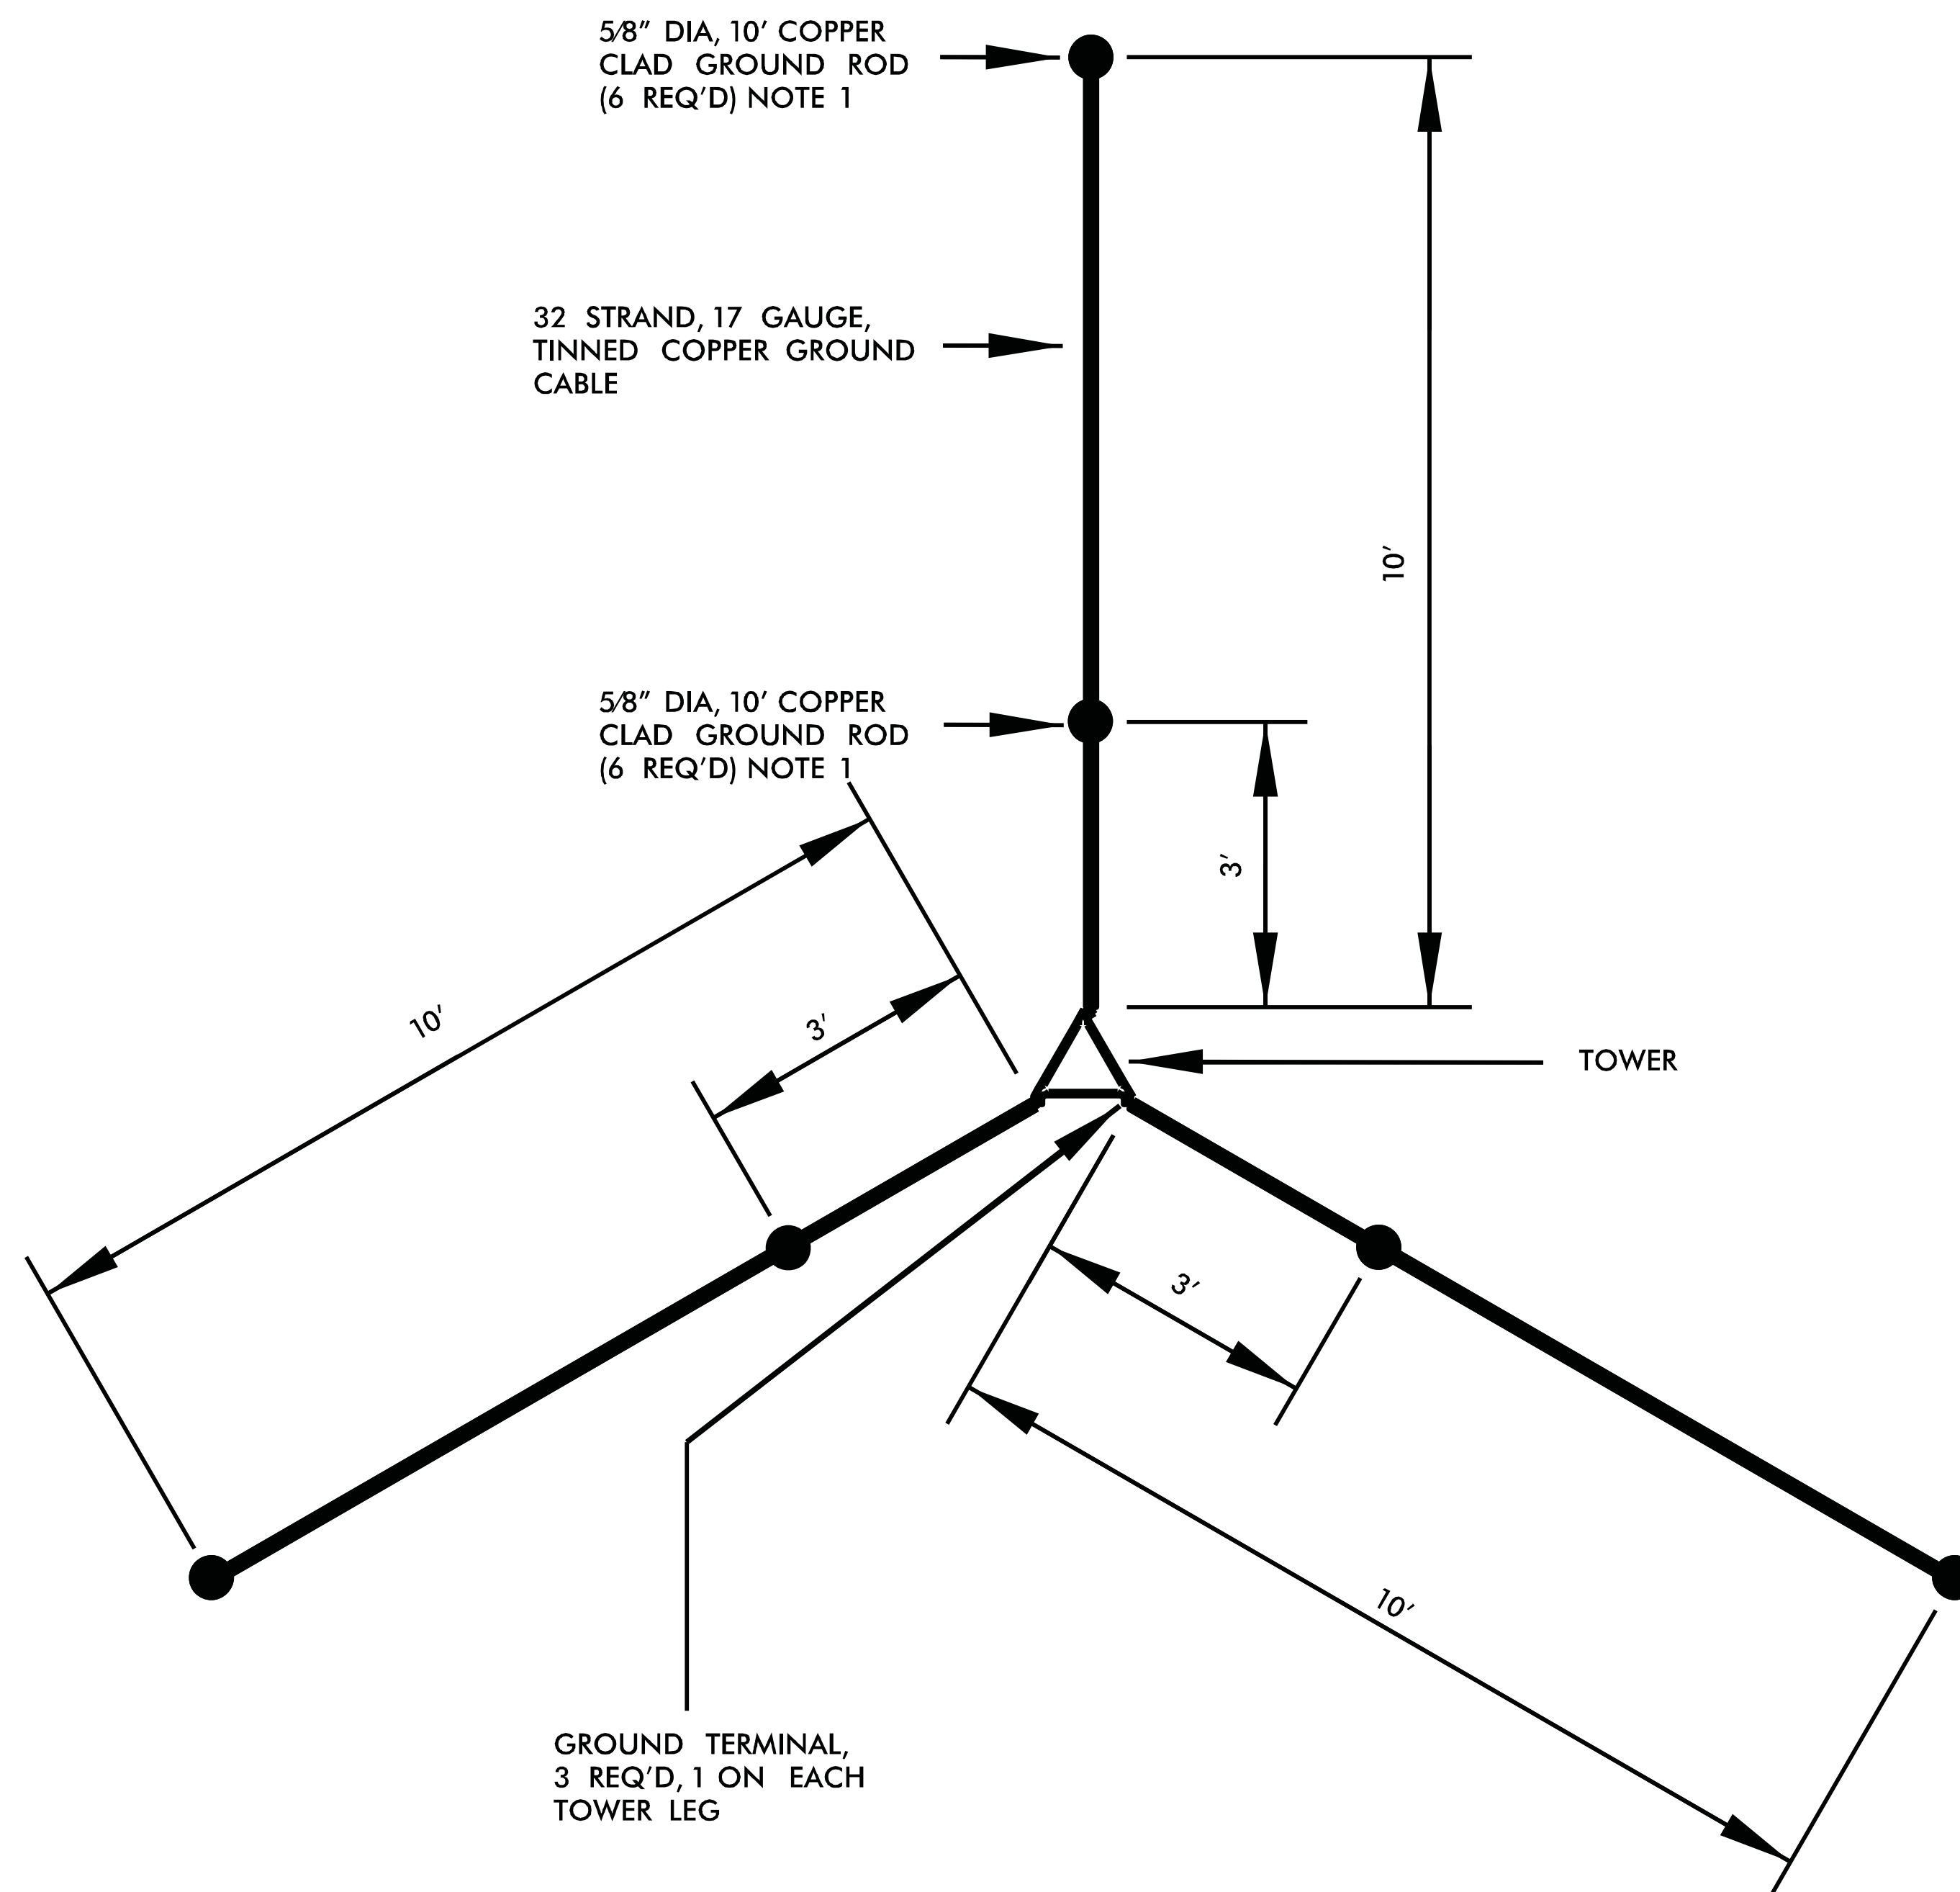 5/8" DIA, 10' COPPER
CLAD GROUND ROD
(6 REQ'D) NOTE 1
32 STRAND, 17 GAUGE,
TINNED COPPER GROUND
CABLE
10'
5/8" DIA, 10' COPPER
CLAD GROUND ROD
(6 REQ'D) NOTE 1
3'
10'
3'
TOWER
3'
10'
GROUND TERMINAL,
3 REQ'D, 1 ON EACH
TOWER LEG